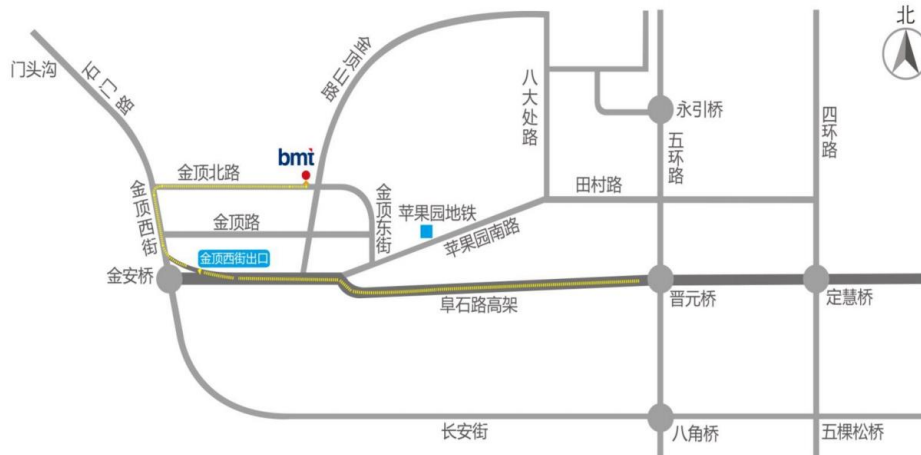 北
门头沟
石门路
金顶山路
八大处路
永引桥
五环路
四环路
bmt
金顶北路
金顶西街
金顶路
金顶东街
苹果园地铁
苹果园南路
田村路
金顶西街出口
金安桥
阜石路高架
晋元桥
定慧桥
长安街
八角桥
五棵松桥